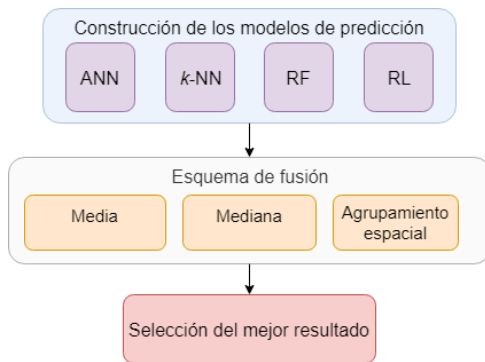 Construcción de los modelos de predicción
ANN
k-NN
RF
RL
Esquema de fusión
Media
Mediana
Agrupamiento
espacial
Selección del mejor resultado